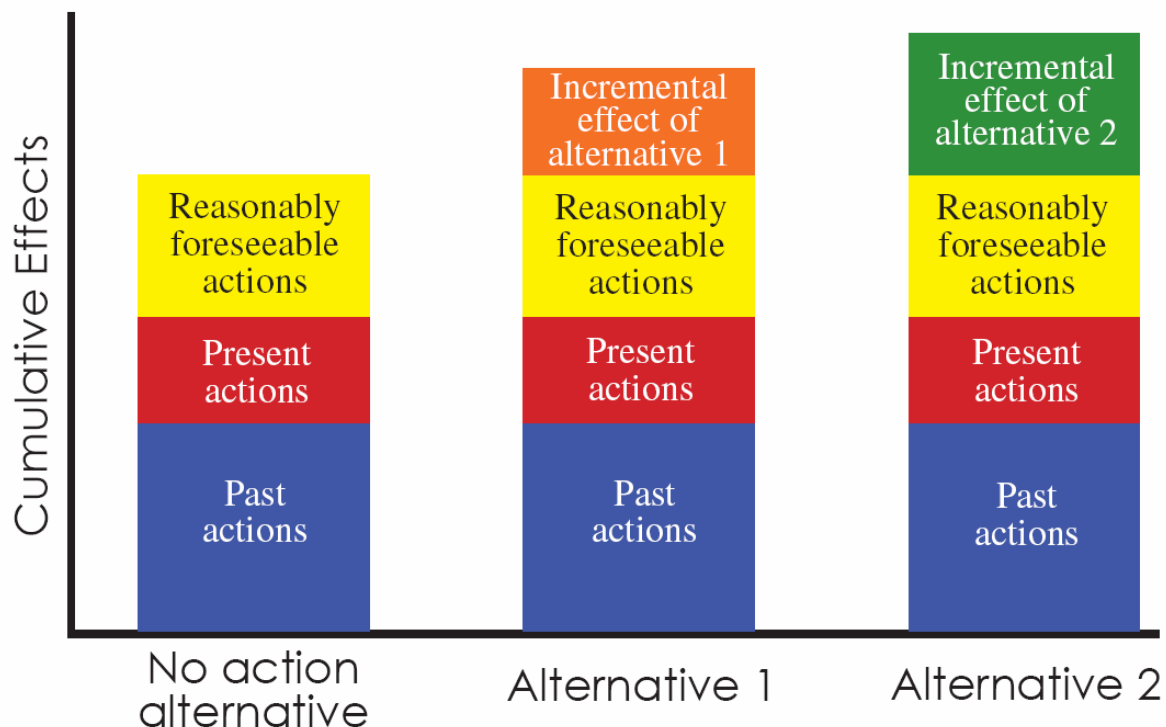 Cumulative Effects
Reasonably
foreseeable
actions
Present
actions
Past
actions
No action
alternative
Incremental
effect of
alternative 1
Reasonably
foreseeable
actions
Present
actions
Past
actions
Alternative 1
Incremental
effect of
alternative 2
Reasonably
foreseeable
actions
Present
actions
Past
actions
Alternative 2